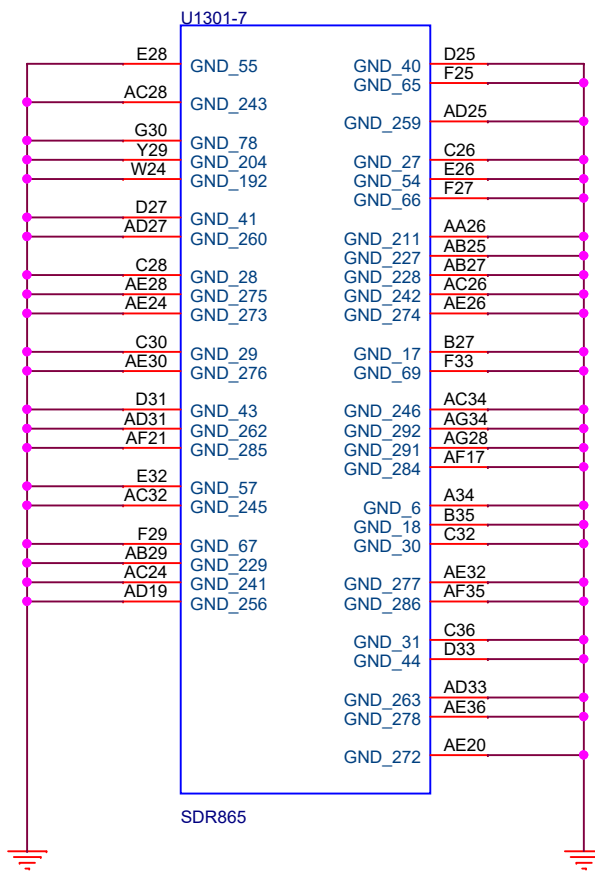 U1301-7
E28 GND_55 GND_40 D25
GND_65 F25
AC28 GND_243
GND_259 AD25
G30 GND_78
Y29 GND_204 GND_27 C26
W24 GND_192 GND_54 E26
GND_66 F27
D27 GND_41
AD27 GND_260 GND_211 AA26
GND_227 AB25
C28 GND_28 GND_228 AB27
AE28 GND_275 GND_242 AC26
AE24 GND_273 GND_274 AE26
C30 GND_29 GND_17 B27
AE30 GND_276 GND_69 F33
D31 GND_43 GND_246 AC34
AD31 GND_262 GND_292 AG34
AF21 GND_285 GND_291 AG28
GND_284 AF17
E32 GND_57
AC32 GND_245 GND_6 A34
GND_18 B35
F29 GND_67 GND_30 C32
AB29 GND_229
AC24 GND_241 GND_277 AE32
AD19 GND_256 GND_286 AF35
GND_31 C36
GND_44 D33
GND_263 AD33
GND_278 AE36
GND_272 AE20
SDR865